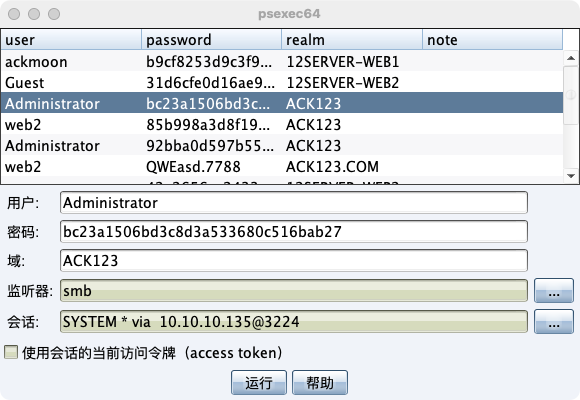 psexec64
user password realm note
ackmoon b9cf8253d9c3f9... 12SERVER-WEB1
Guest 31d6cfe0d16ae9... 12SERVER-WEB2
Administrator bc23a1506bd3c... ACK123
web2 85b998a3d8f19... ACK123
Administrator 92bba0d597b55... ACK123
web2 QWEasd.7788 ACK123.COM
用户: Administrator
密码: bc23a1506bd3c8d3a533680c516bab27
域: ACK123
监听器: smb ...
会话: SYSTEM * via 10.10.10.135@3224 ...
使用会话的当前访问令牌（access token）
运行 帮助